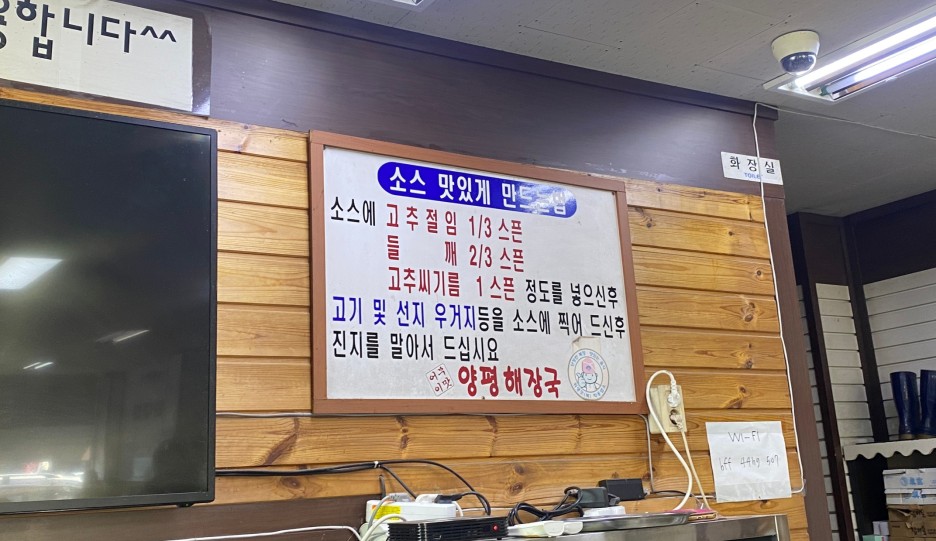 합니다^^
소스 맛있게 만드는법
소스에 고추절임 1/3 스픈
들 깨 2/3 스픈
고추씨기름 1 스픈 정도를 넣으신후
고기 및 선지 우거지등을 소스에 찍어 드신후
진지를 말아서 드십시요
양평해장국
화장실
TOILET
WI-FI